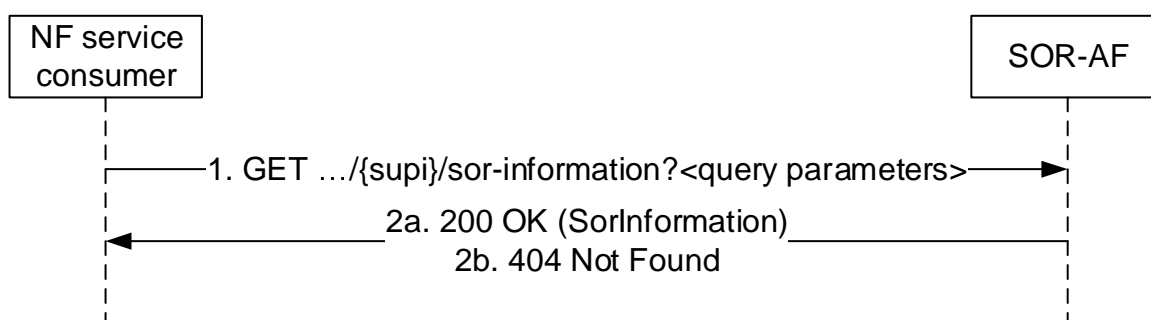 NF service
consumer
SOR-AF
1. GET …/{supi}/sor-information?<query parameters>
2a. 200 OK (SorInformation)
2b. 404 Not Found